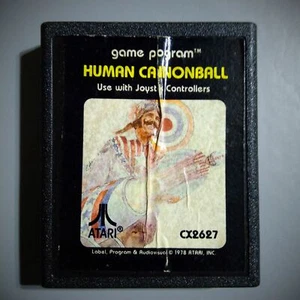 game program™
HUMAN CANNONBALL
Use with Joystick Controllers
ATARI®
CX2627
Label, Program & Audiovisual © 1978 ATARI, INC.